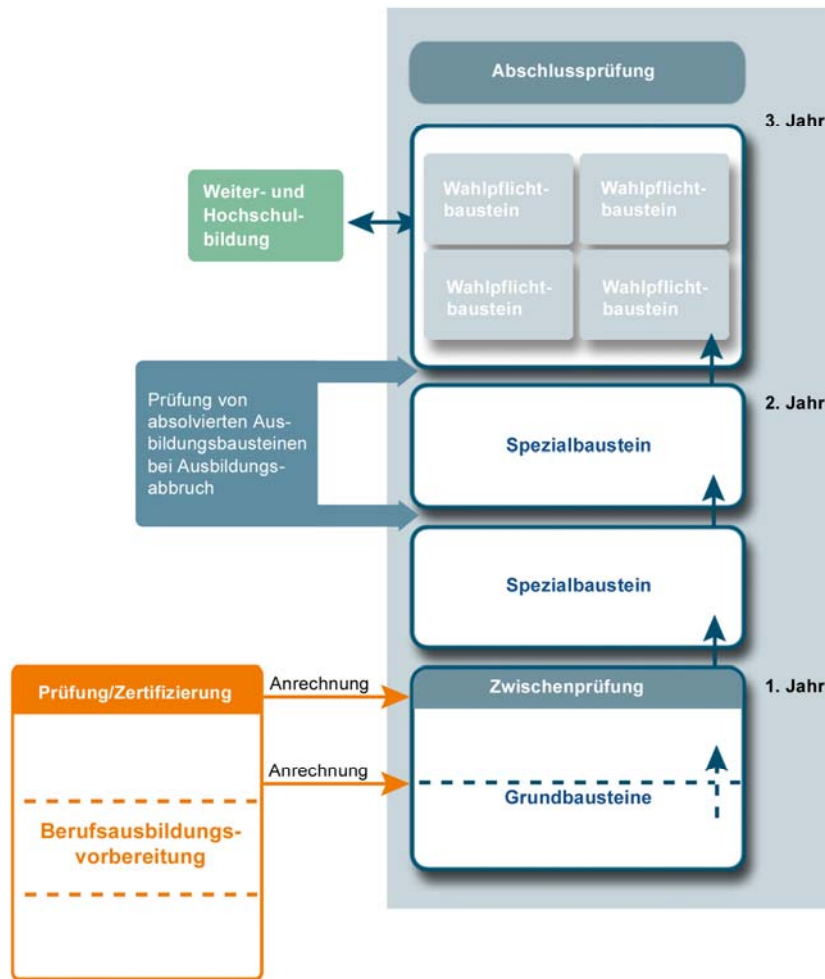 Abschlussprüfung
3. Jahr
Wahlpflicht-
baustein
Wahlpflicht-
baustein
Weiter- und
Hochschul-
bildung
Wahlpflicht-
baustein
Wahlpflicht-
baustein
Prüfung von
absolvierten Aus-
bildungsbausteinen
bei Ausbildungs-
abbruch
2. Jahr
Spezialbaustein
Spezialbaustein
Prüfung/Zertifizierung
Anrechnung
Zwischenprüfung
1. Jahr
Anrechnung
Grundbausteine
Berufsausbildungs-
vorbereitung